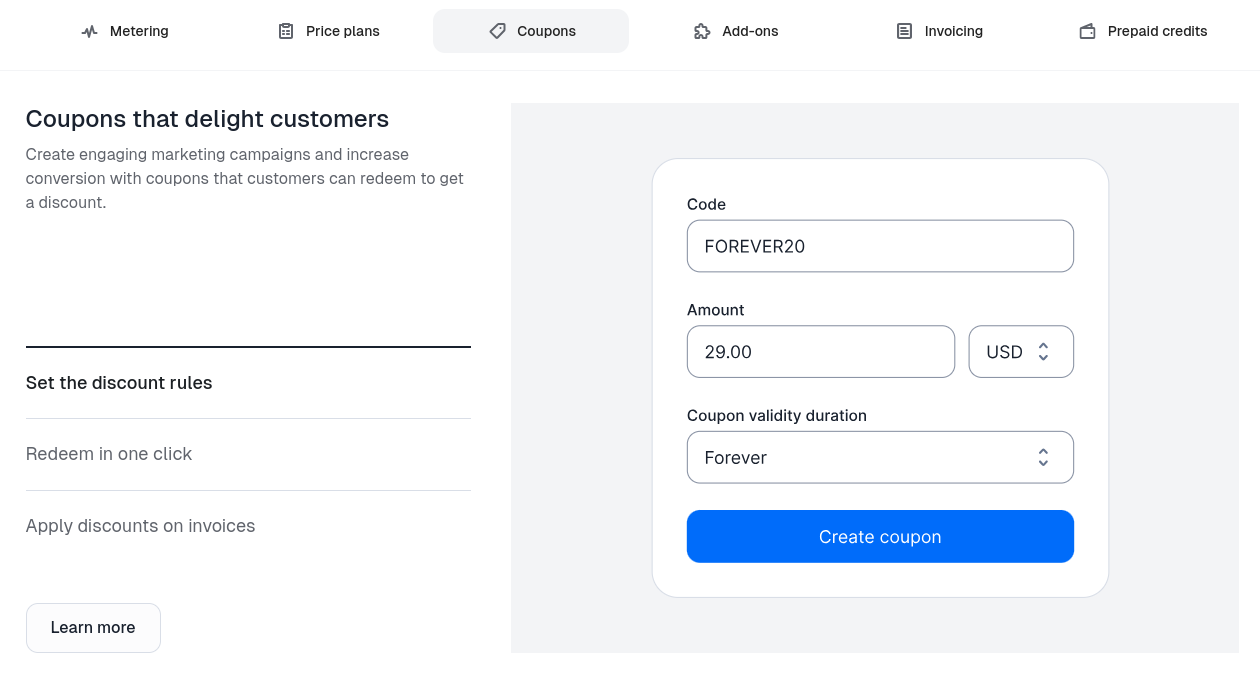 Metering
Price plans
Coupons
Add-ons
Invoicing
Prepaid credits
Coupons that delight customers
Create engaging marketing campaigns and increase
conversion with coupons that customers can redeem to get
a discount.
Set the discount rules
Redeem in one click
Apply discounts on invoices
Learn more
Code
FOREVER20
Amount
29.00
USD
Coupon validity duration
Forever
Create coupon